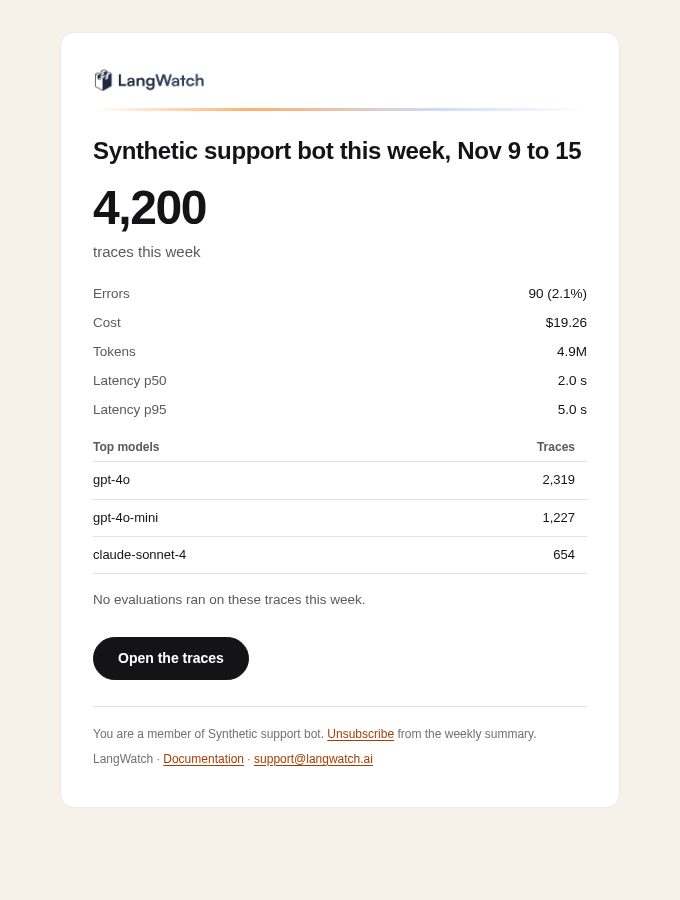 LangWatch
Synthetic support bot this week, Nov 9 to 15
4,200
traces this week
Errors 90 (2.1%)
Cost $19.26
Tokens 4.9M
Latency p50 2.0 s
Latency p95 5.0 s
Top models Traces
gpt-4o 2,319
gpt-4o-mini 1,227
claude-sonnet-4 654
No evaluations ran on these traces this week.
Open the traces
You are a member of Synthetic support bot. Unsubscribe from the weekly summary.
LangWatch · Documentation · support@langwatch.ai